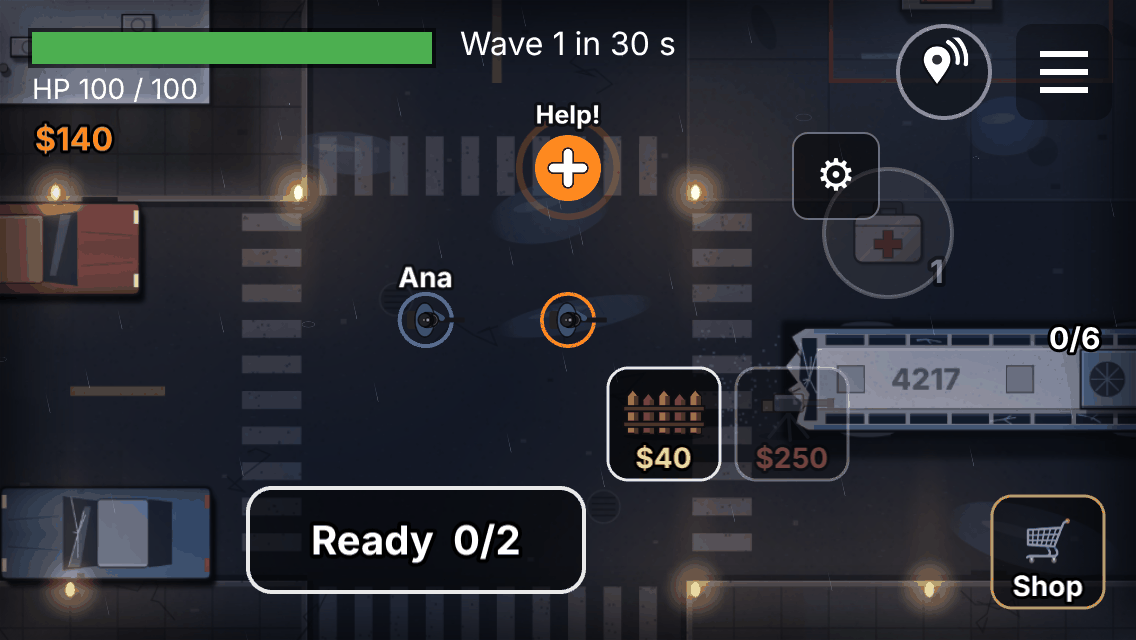 Wave 1 in 30 s
HP 100 / 100
$140
Help!
1
Ana
0/6
4217
$40
$250
Ready 0/2
Shop